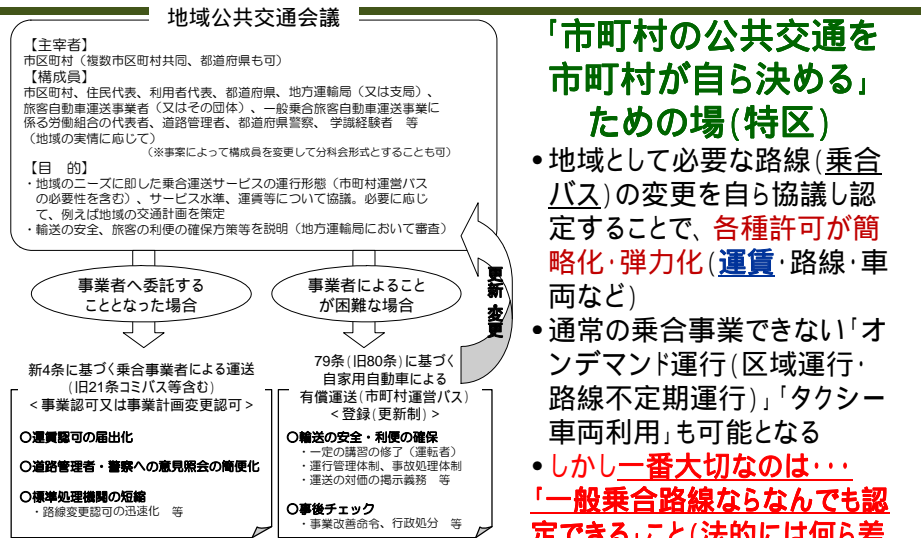 地域公共交通会議
【主宰者】
市区町村（複数市区町村共同、都道府県も可）
【構成員】
市区町村、住民代表、利用者代表、都道府県、地方運輸局（又は支局）、
旅客自動車運送事業者（又はその団体）、一般乗合旅客自動車運送事業に
係る労働組合の代表者、道路管理者、都道府県警察、学識経験者　等
（地域の実情に応じて）
（※事案によって構成員を変更して分科会形式とすることも可）
【目　的】
・地域のニーズに即した乗合運送サービスの運行形態（市町村運営バス
の必要性を含む）、サービス水準、運賃等について協議。必要に応じ
て、例えば地域の交通計画を策定
・輸送の安全、旅客の利便の確保方策等を説明（地方運輸局において審査）
事業者へ委託する
こととなった場合
事業者によること
が困難な場合
更新・変更
新4条に基づく乗合事業者による運送
(旧21条コミバス等含む)
<事業認可又は事業計画変更認可>
○運賃認可の届出化
○道路管理者・警察への意見照会の簡便化
○標準処理機関の短縮
・路線変更認可の迅速化　等
79条(旧80条)に基づく
自家用自動車による
有償運送(市町村運営バス)
<登録(更新制)>
○輸送の安全・利便の確保
・一定の講習の修了（運転者）
・運行管理体制、事故処理体制
・運送の対価の掲示義務　等
○事後チェック
・事業改善命令、行政処分　等
「市町村の公共交通を
市町村が自ら決める」
ための場(特区)
•地域として必要な路線(乗合
バス)の変更を自ら協議し認
定することで、各種許可が簡
略化･弾力化(運賃･路線･車
両など)
•通常の乗合事業できない「オ
ンデマンド運行(区域運行･
路線不定期運行)」「タクシー
車両利用」も可能となる
•しかし一番大切なのは･･･
「一般乗合路線ならなんでも認
定できる」こと(法的には何ら差